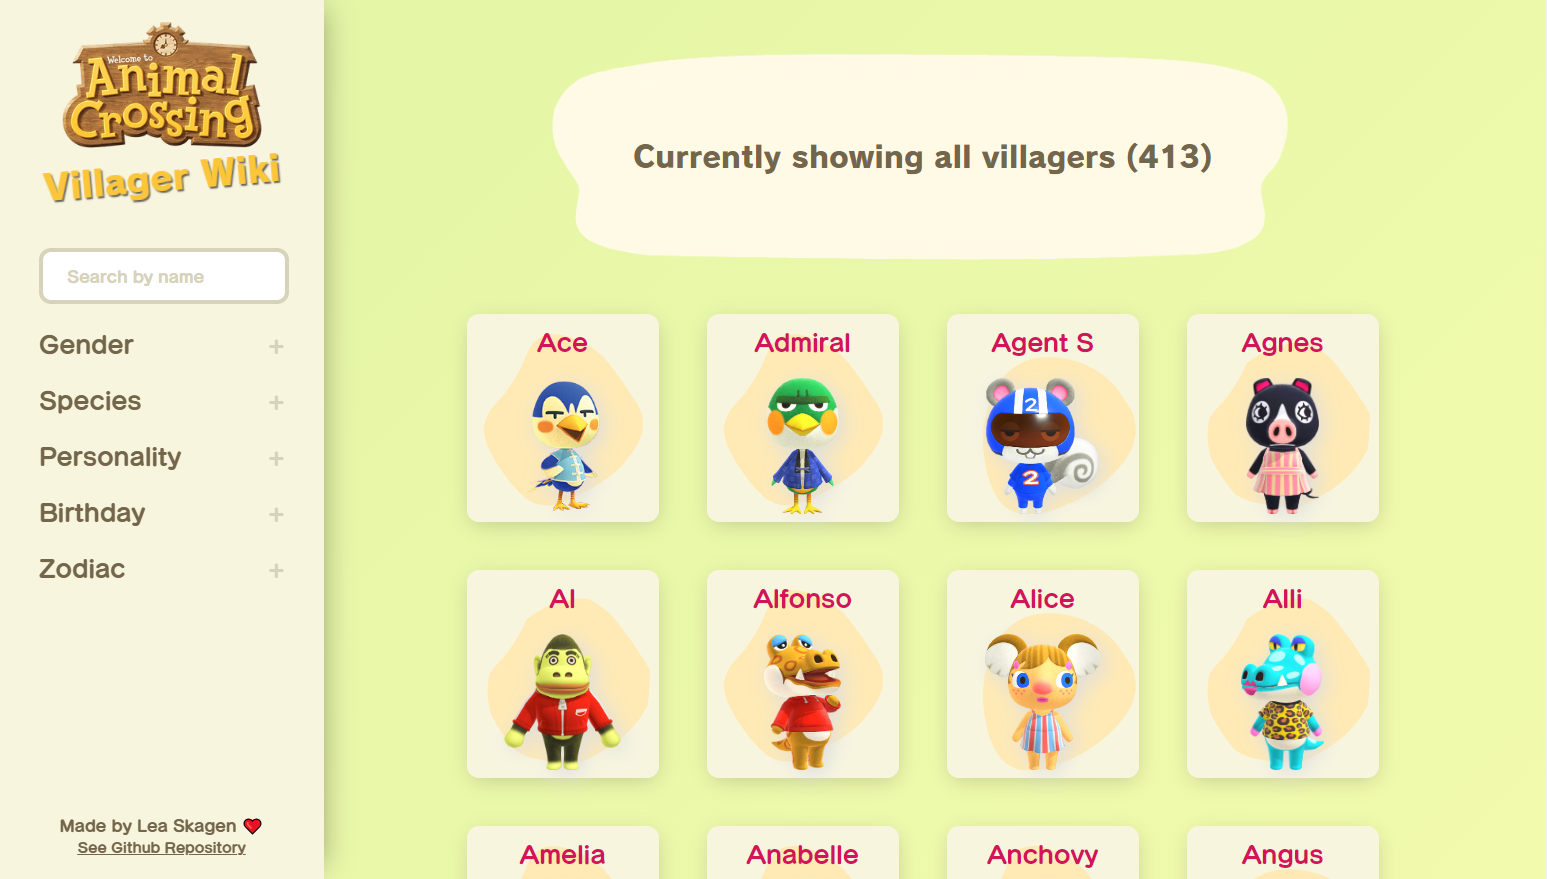 Welcome to
Animal
Crossing
Villager Wiki
Search by name
Gender +
Species +
Personality +
Birthday +
Zodiac +
Made by Lea Skagen ❤️
See Github Repository
Currently showing all villagers (413)
Ace
Admiral
Agent S
Agnes
2
2
Al
Alfonso
Alice
Alli
Amelia
Anabelle
Anchovy
Angus